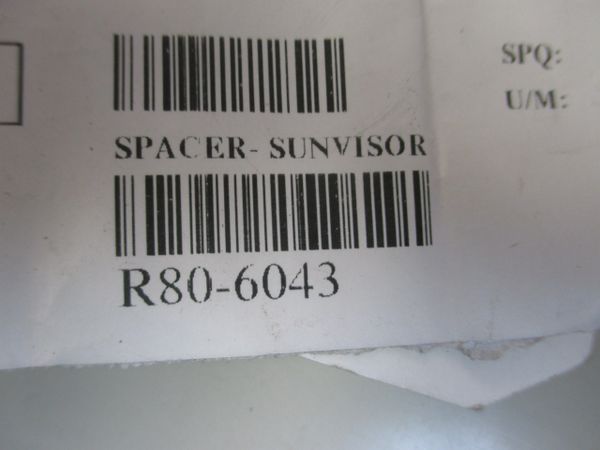 SPQ:
U/M:
SPACER- SUNVISOR
R80-6043